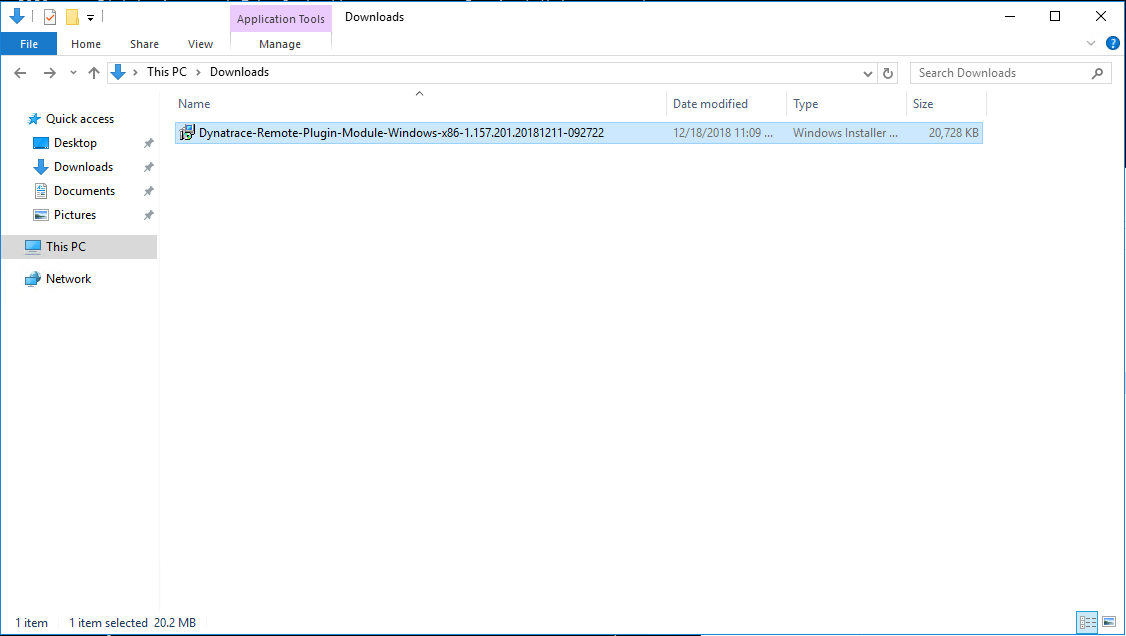 Application Tools Downloads
File Home Share View Manage
This PC Downloads Search Downloads
Name Date modified Type Size
Quick access
Dynatrace-Remote-Plugin-Module-Windows-x86-1.157.201.20181211-092722 12/18/2018 11:09 ... Windows Installer ... 20,728 KB
Desktop
Downloads
Documents
Pictures
This PC
Network
1 item 1 item selected 20.2 MB